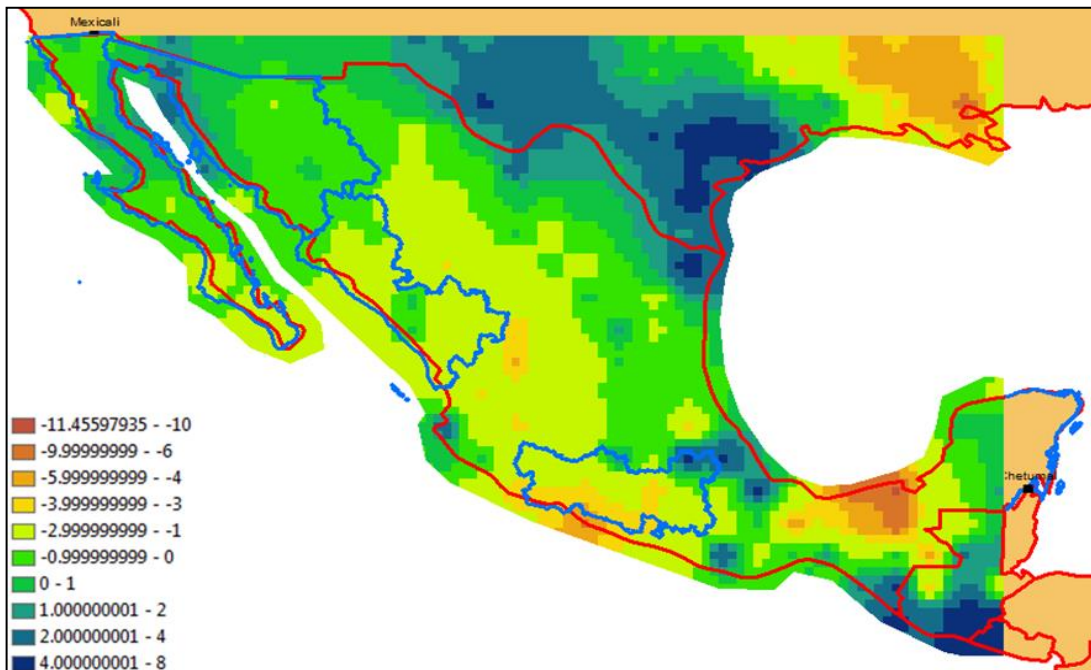 Mexicali
-11.45597935 - -10
-9.99999999 - -6
-5.999999999 - -4
-3.999999999 - -3
-2.999999999 - -1
-0.999999999 - 0
0 - 1
1.000000001 - 2
2.000000001 - 4
4.000000001 - 8
Chetumal